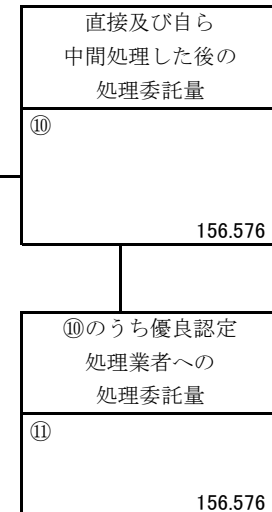 直接及び自ら
中間処理した後の
処理委託量
⑩
156.576
⑩のうち優良認定
処理業者への
処理委託量
⑪
156.576